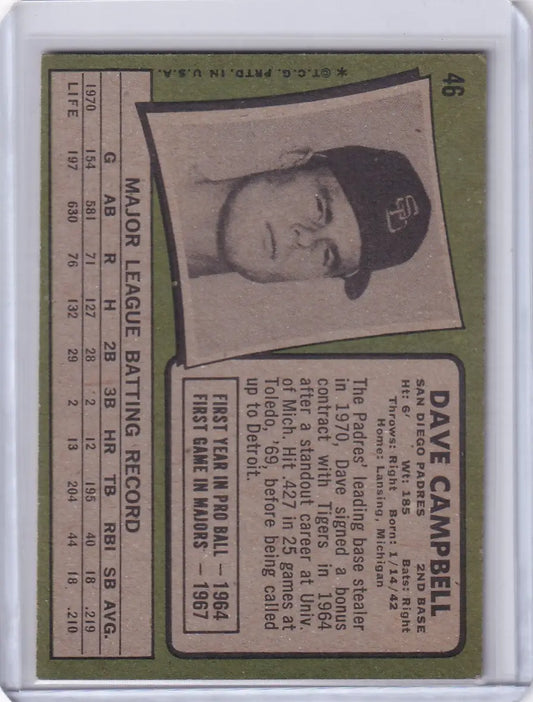 46
DAVE CAMPBELL
SAN DIEGO PADRES 2ND BASE
Ht: 6' Wt: 185 Bats: Right
Throws: Right Born: 1/14/42
Home: Lansing, Michigan
The Padres' leading base stealer
in 1970, Dave signed a bonus
contract with Tigers in 1964
after a standout career at Univ.
of Mich. Hit .427 in 25 games at
Toledo, '69, before being called
up to Detroit.
FIRST YEAR IN PRO BALL — 1964
FIRST GAME IN MAJORS — 1967
SD
MAJOR LEAGUE BATTING RECORD
G AB R H 2B 3B HR TB RBI SB AVG.
1970 154 581 71 127 28 2 12 195 40 18 .219
LIFE 197 630 76 132 29 2 13 204 44 18 .210
* © T.C.G. PRTD. IN U.S.A.